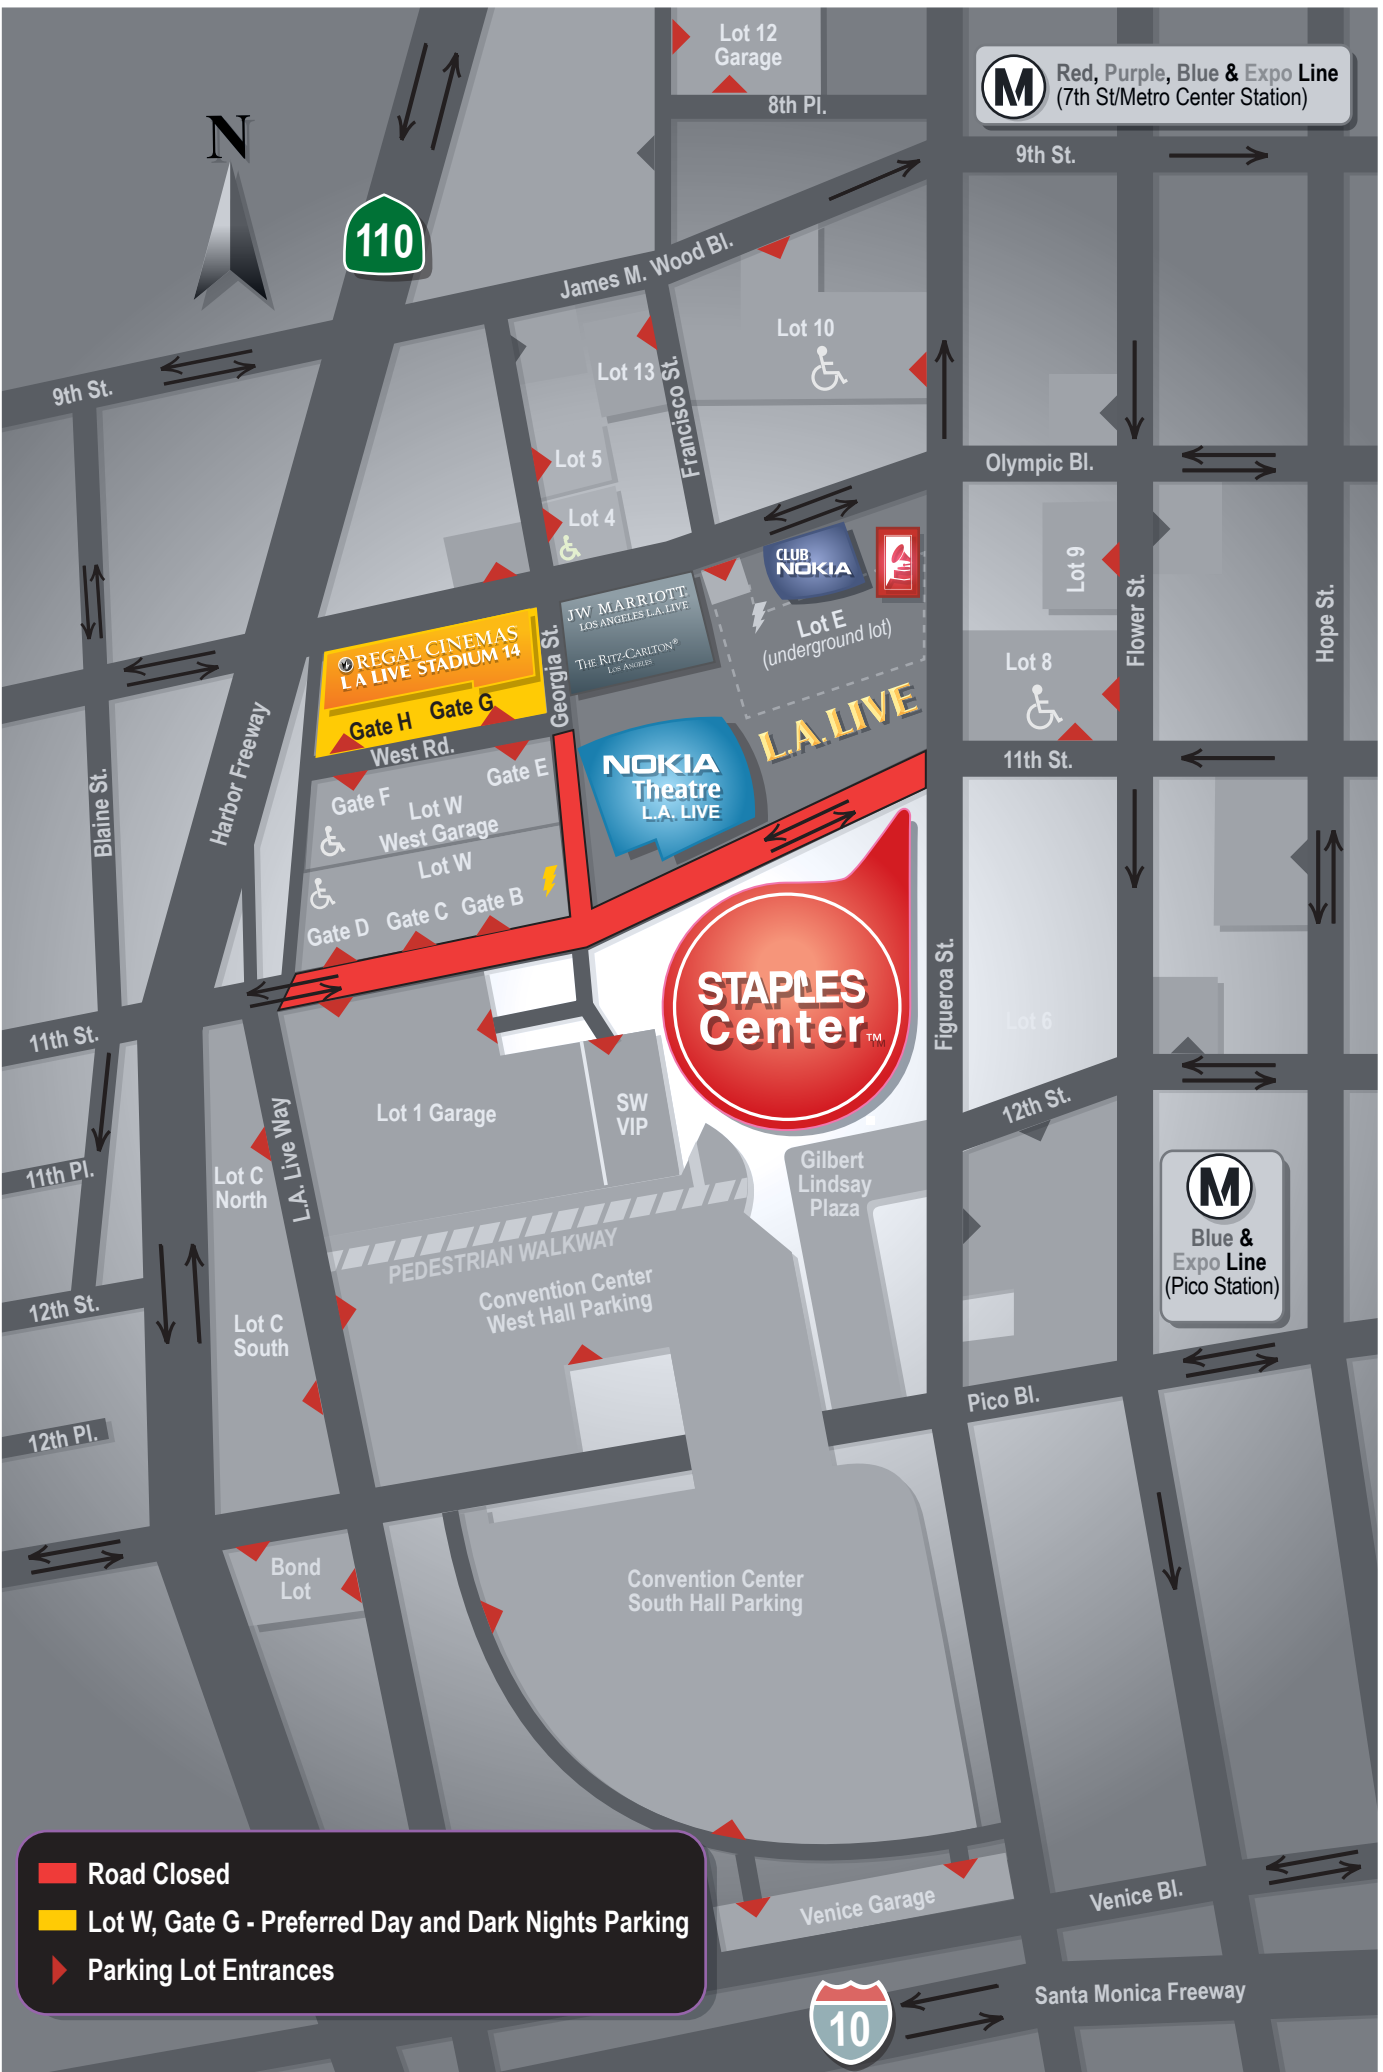 Lot 12
Garage
8th Pl.
Red, Purple, Blue & Expo Line
(7th St/Metro Center Station)
M
N
9th St.
110
James M. Wood Bl.
Lot 10
Lot 13
Francisco St.
9th St.
Lot 5
Lot 4
Olympic Bl.
CLUB
NOKIA
Lot 9
JW MARRIOTT.
LOS ANGELES L.A. LIVE
THE RITZ-CARLTON®
LOS ANGELES
Lot E
(underground lot)
Flower St.
Hope St.
REGAL CINEMAS
L A LIVE STADIUM 14
Gate H
Gate G
Georgia St.
Lot 8
L.A. LIVE
West Rd.
11th St.
Harbor Freeway
Blaine St.
NOKIA
Theatre
L.A. LIVE
Gate E
Gate F
Lot W
West Garage
Lot W
Gate D
Gate C
Gate B
STAPLES
Center™
Figueroa St.
Lot 6
11th St.
12th St.
Lot 1 Garage
SW
VIP
L.A. Live Way
11th Pl.
Lot C
North
Gilbert
Lindsay
Plaza
M
Blue &
Expo Line
(Pico Station)
PEDESTRIAN WALKWAY
Convention Center
West Hall Parking
12th St.
Lot C
South
Pico Bl.
12th Pl.
Bond
Lot
Convention Center
South Hall Parking
Road Closed
Lot W, Gate G - Preferred Day and Dark Nights Parking
Parking Lot Entrances
Venice Garage
Venice Bl.
Santa Monica Freeway
10